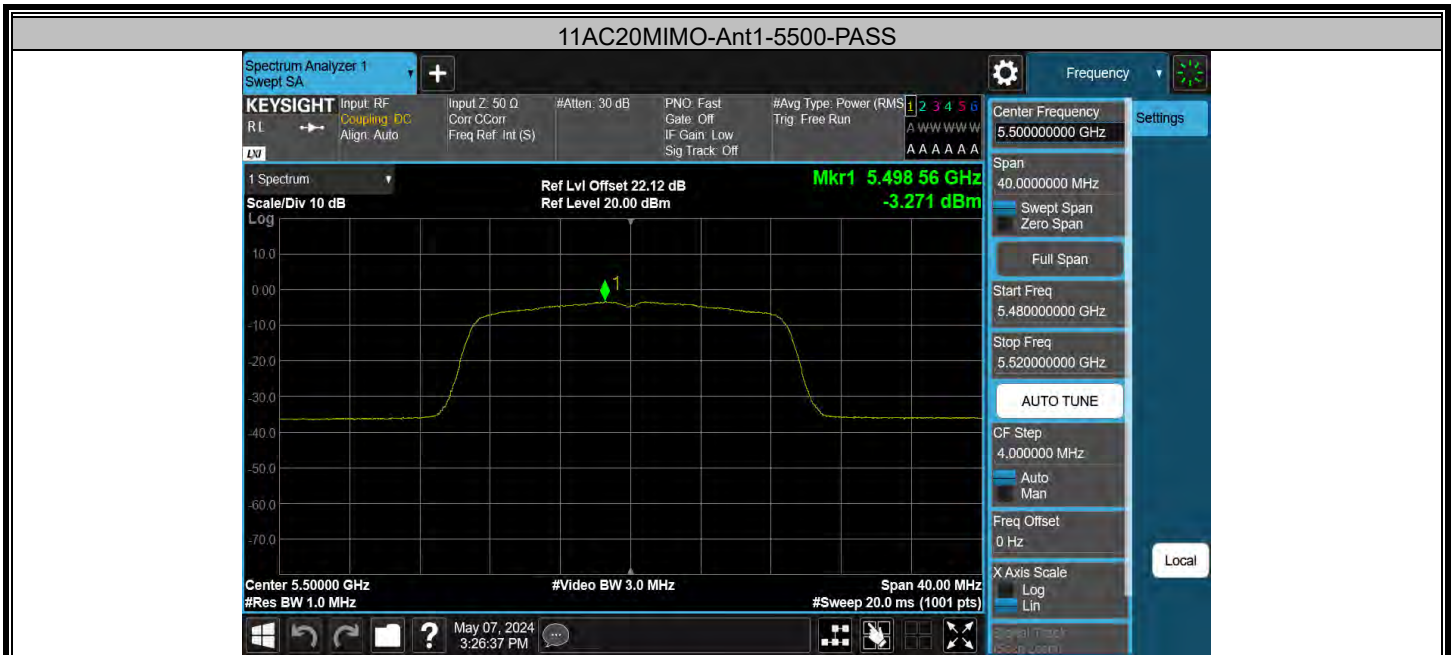 11AC20MIMO-Ant1-5500-PASS
Spectrum Analyzer 1
Swept SA
+
Frequency
KEYSIGHT
RL
LXI
Input: RF
Coupling: DC
Align: Auto
Input Z: 50 Ω
Corr CCorr
Freq Ref: Int (S)
#Atten: 30 dB
PNO: Fast
Gate: Off
IF Gain: Low
Sig Track: Off
#Avg Type: Power (RMS
Trig: Free Run
1 2 3 4 5 6
A W W W W W
A A A A A A
1 Spectrum
Scale/Div 10 dB
Log
Ref Lvl Offset 22.12 dB
Ref Level 20.00 dBm
Mkr1 5.498 56 GHz
-3.271 dBm
1
10.0
0.00
-10.0
-20.0
-30.0
-40.0
-50.0
-60.0
-70.0
Center 5.50000 GHz
#Res BW 1.0 MHz
#Video BW 3.0 MHz
Span 40.00 MHz
#Sweep 20.0 ms (1001 pts)
?
May 07, 2024
3:26:37 PM
Center Frequency
5.500000000 GHz
Settings
Span
40.0000000 MHz
Swept Span
Zero Span
Full Span
Start Freq
5.480000000 GHz
Stop Freq
5.520000000 GHz
AUTO TUNE
CF Step
4.000000 MHz
Auto
Man
Freq Offset
0 Hz
X Axis Scale
Log
Lin
Local